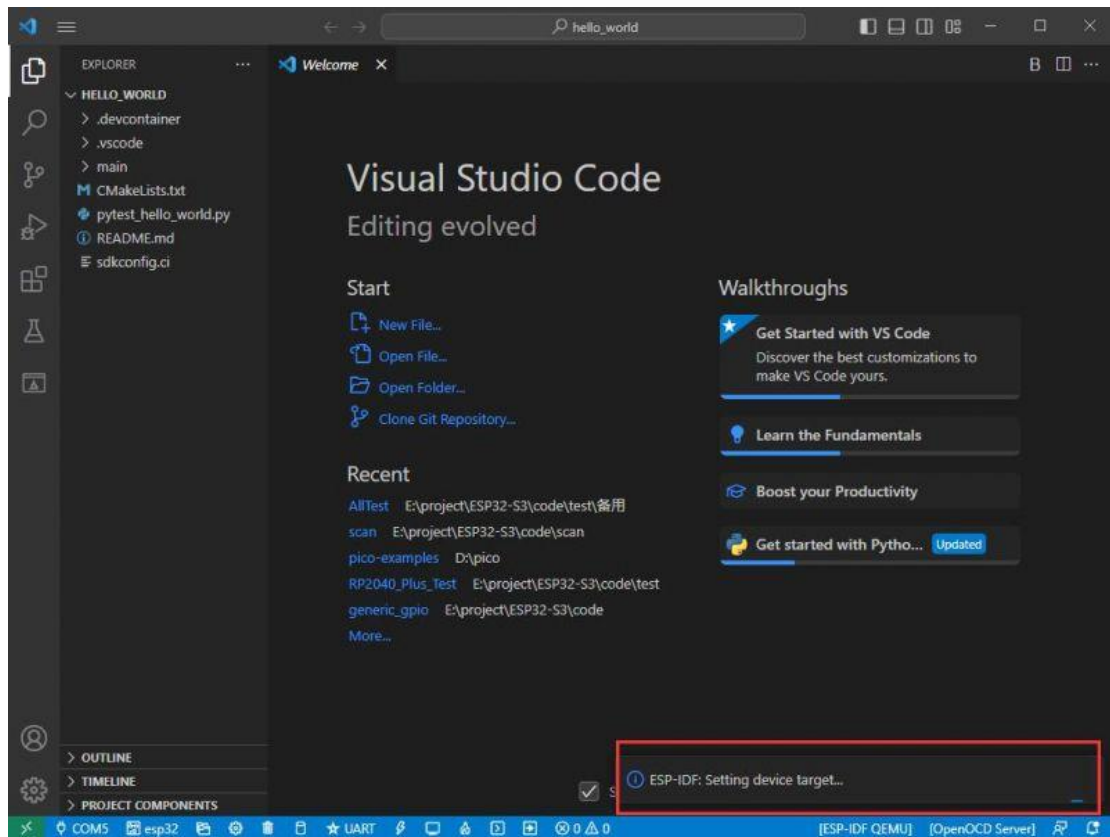 hello_world
EXPLORER
Welcome
B
HELLO_WORLD
.devcontainer
.vscode
main
CMakeLists.txt
pytest_hello_world.py
README.md
sdkconfig.ci
Visual Studio Code
Editing evolved
Start
New File...
Open File...
Open Folder...
Clone Git Repository...
Recent
AllTest E:\project\ESP32-S3\code\test\备用
scan E:\project\ESP32-S3\code\scan
pico-examples D:\pico
RP2040_Plus_Test E:\project\ESP32-S3\code\test
generic_gpio E:\project\ESP32-S3\code
More...
Walkthroughs
Get Started with VS Code
Discover the best customizations to
make VS Code yours.
Learn the Fundamentals
Boost your Productivity
Get started with Pytho... Updated
OUTLINE
TIMELINE
PROJECT COMPONENTS
ESP-IDF: Setting device target...
COM5 esp32 UART 0 0 [ESP-IDF QEMU] [OpenOCD Server]